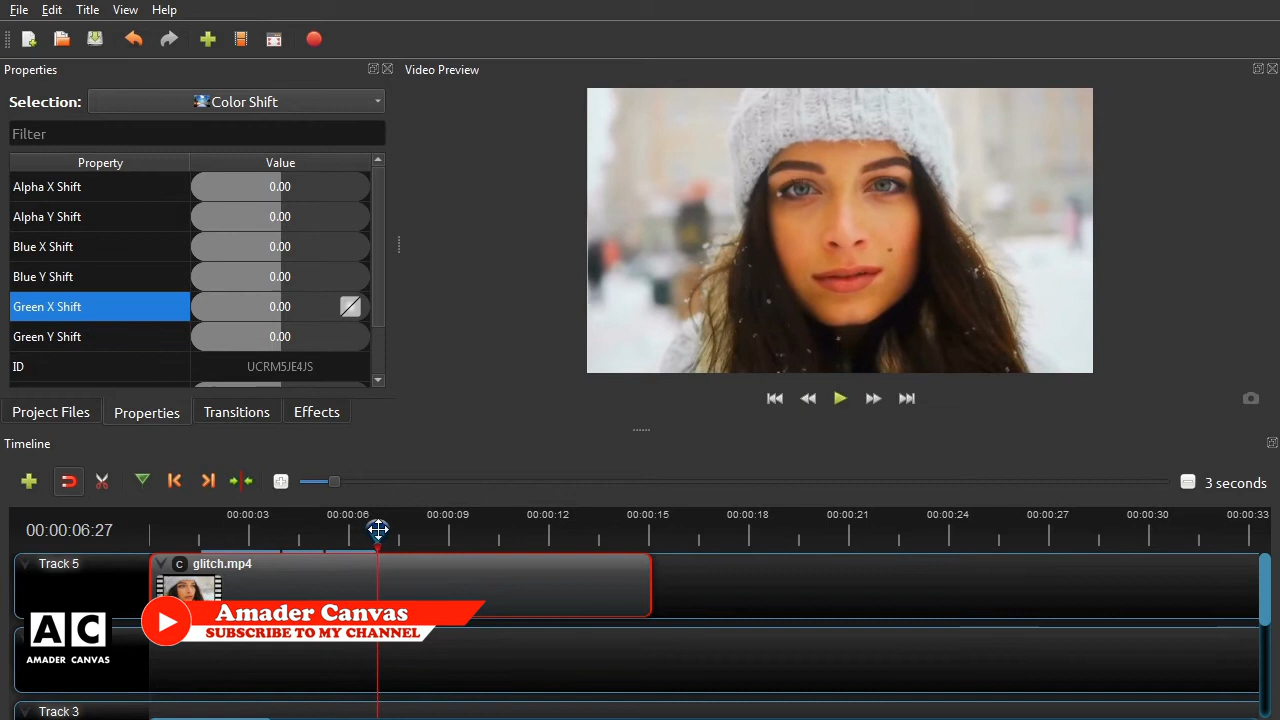 File Edit Title View Help
Properties
Video Preview
Selection: Color Shift
Filter
Property Value
Alpha X Shift 0.00
Alpha Y Shift 0.00
Blue X Shift 0.00
Blue Y Shift 0.00
Green X Shift 0.00
Green Y Shift 0.00
ID UCRM5JE4JS
Project Files Properties Transitions Effects
Timeline
3 seconds
00:00:03 00:00:06 00:00:09 00:00:12 00:00:15 00:00:18 00:00:21 00:00:24 00:00:27 00:00:30 00:00:33
00:00:06:27
Track 5 C glitch.mp4
Amader Canvas
SUBSCRIBE TO MY CHANNEL
AC
AMADER CANVAS
Track 3